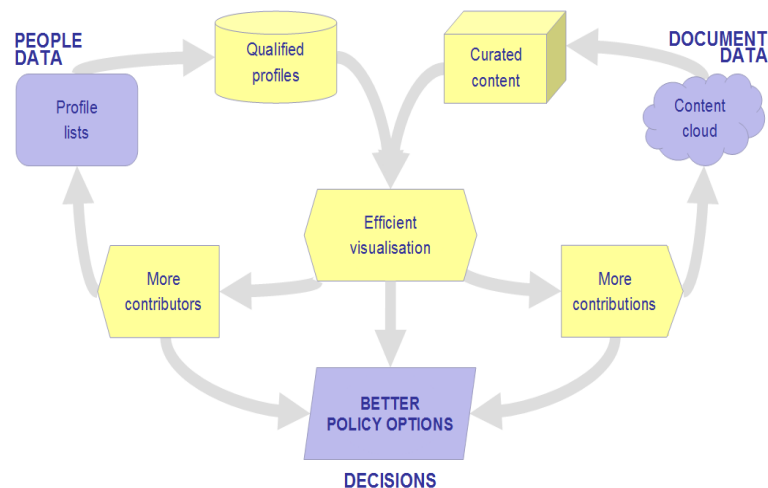 PEOPLE
DATA
Qualified
profiles
Curated
content
DOCUMENT
DATA
Profile
lists
Content
cloud
Efficient
visualisation
More
contributors
More
contributions
BETTER
POLICY OPTIONS
DECISIONS